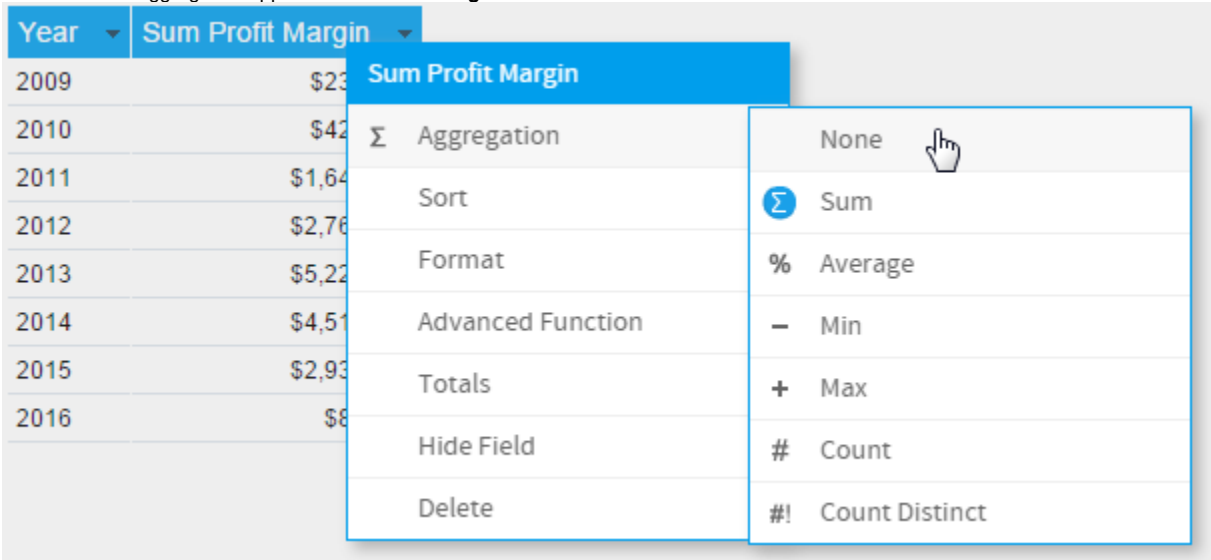 Year Sum Profit Margin
Sum Profit Margin
2009 $23
2010 $42
2011 $1,64
2012 $2,76
2013 $5,22
2014 $4,51
2015 $2,93
2016 $8
Σ Aggregation
Sort
Format
Advanced Function
Totals
Hide Field
Delete
None
Σ Sum
% Average
− Min
+ Max
# Count
#! Count Distinct